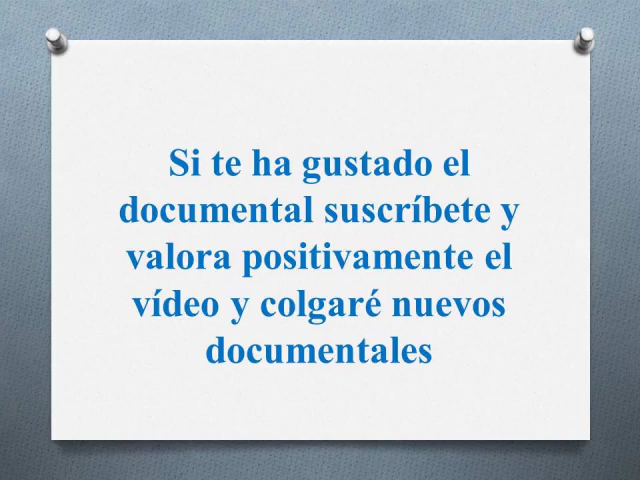 Si te ha gustado el
documental suscríbete y
valora positivamente el
vídeo y colgaré nuevos
documentales